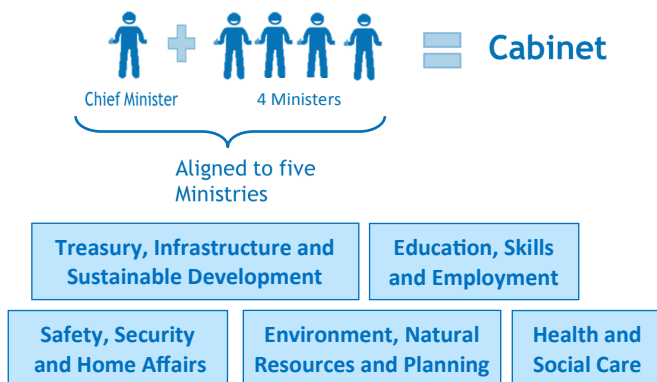 Cabinet
Chief Minister
4 Ministers
Aligned to five
Ministries
Treasury, Infrastructure and
Sustainable Development
Education, Skills
and Employment
Safety, Security
and Home Affairs
Environment, Natural
Resources and Planning
Health and
Social Care